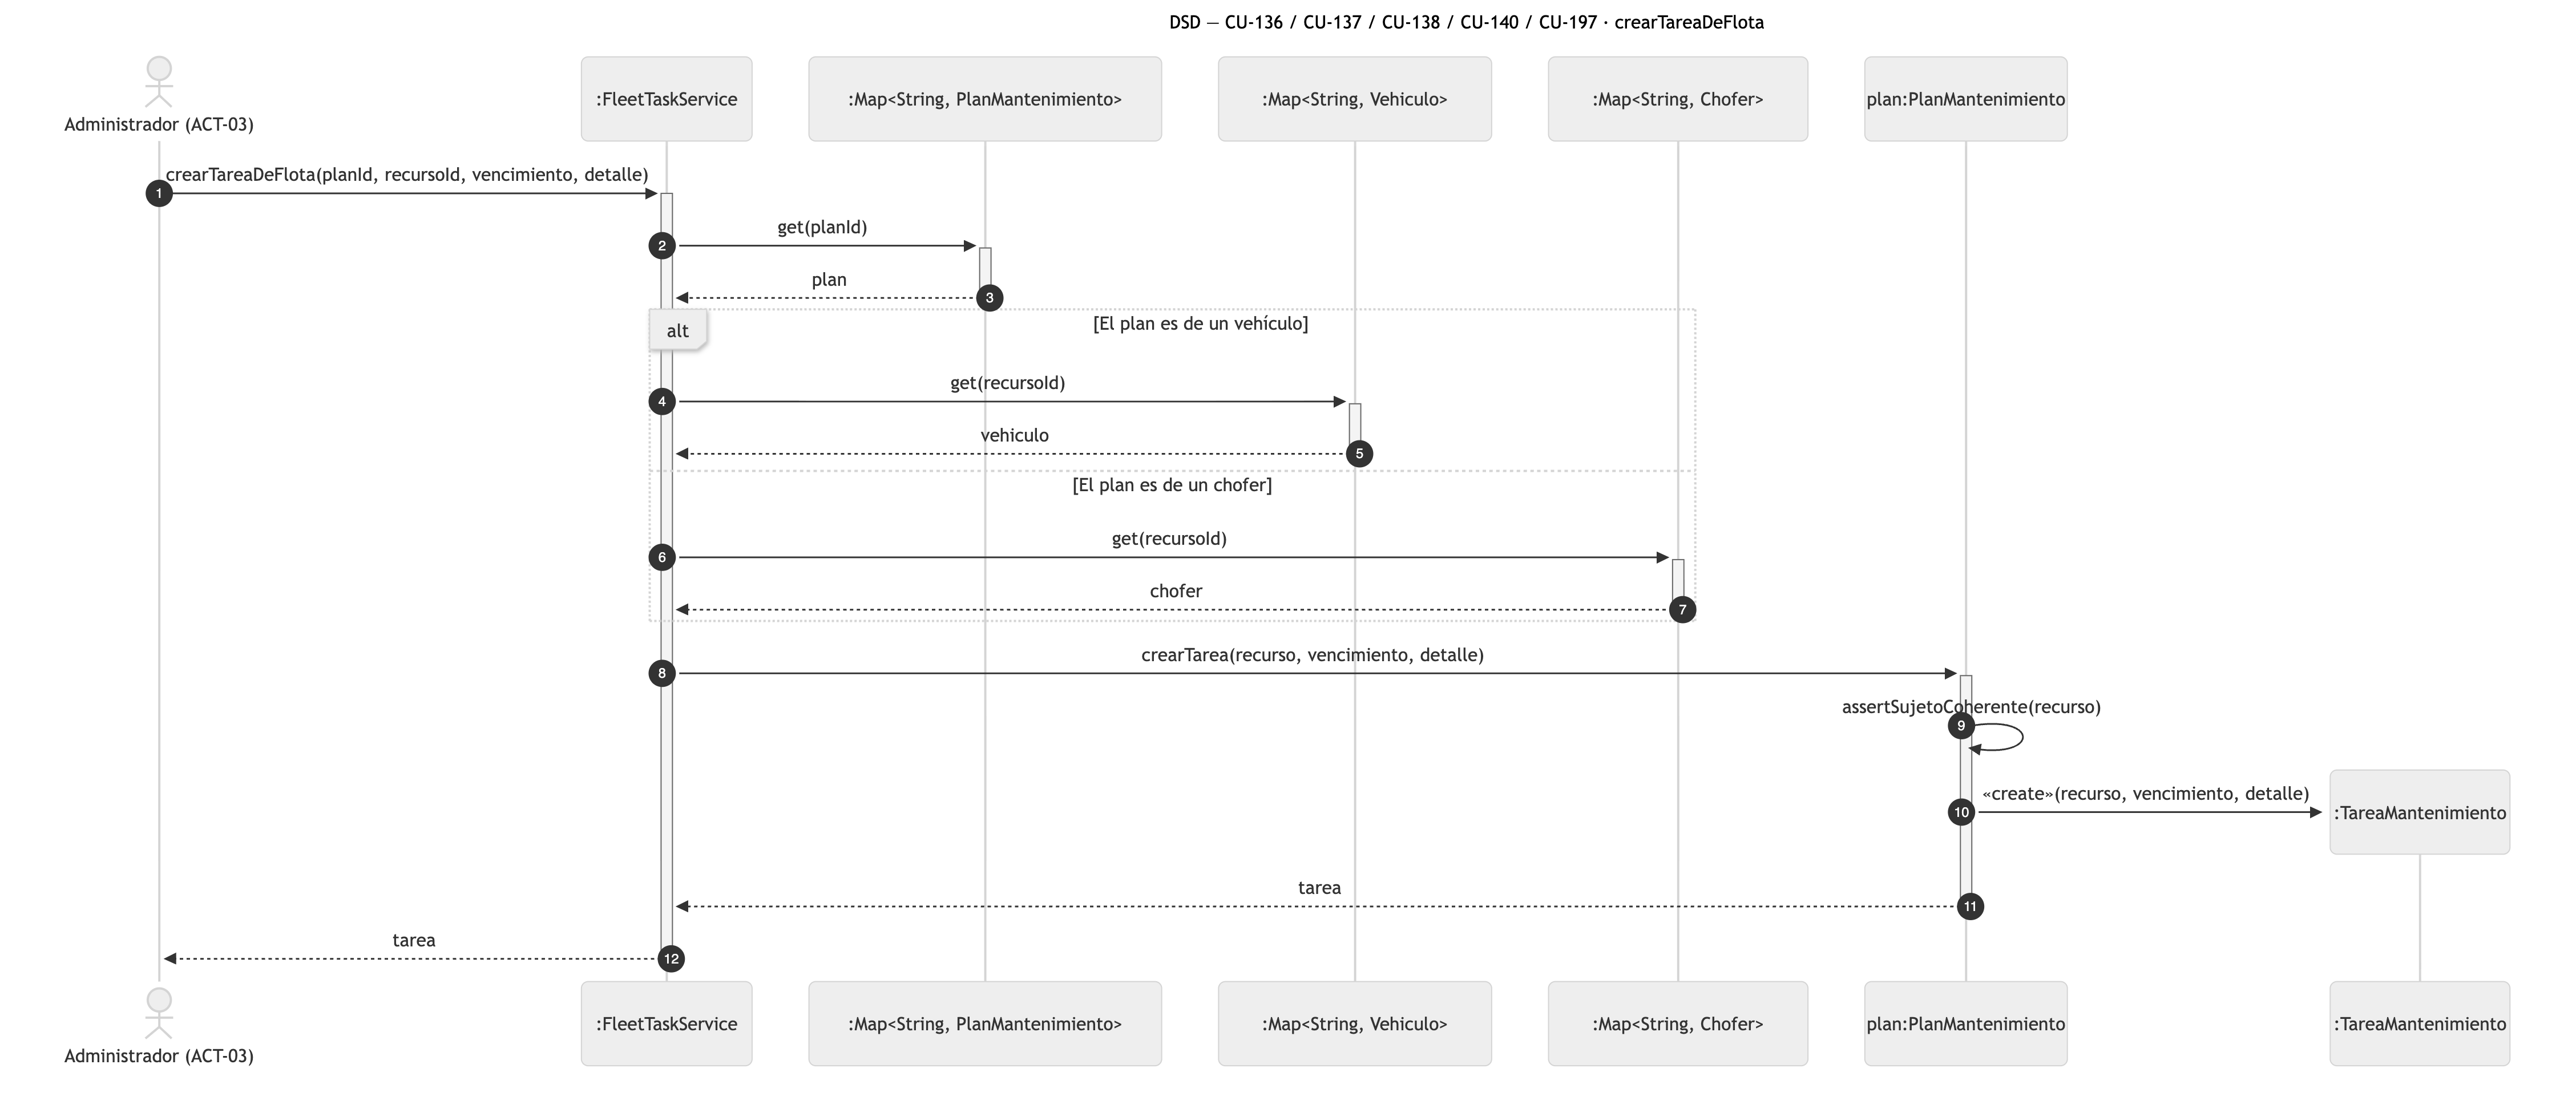 DSD — CU-136 / CU-137 / CU-138 / CU-140 / CU-197 · crearTareaDeFlota
Administrador (ACT-03)
:FleetTaskService
:Map<String, PlanMantenimiento>
:Map<String, Vehiculo>
:Map<String, Chofer>
plan:PlanMantenimiento
crearTareaDeFlota(planId, recursoId, vencimiento, detalle)
1
get(planId)
2
plan
3
alt
[El plan es de un vehículo]
get(recursoId)
4
vehiculo
5
[El plan es de un chofer]
get(recursoId)
6
chofer
7
crearTarea(recurso, vencimiento, detalle)
8
assertSujetoCoherente(recurso)
9
«create»(recurso, vencimiento, detalle)
10
:TareaMantenimiento
tarea
11
tarea
12
Administrador (ACT-03)
:FleetTaskService
:Map<String, PlanMantenimiento>
:Map<String, Vehiculo>
:Map<String, Chofer>
plan:PlanMantenimiento
:TareaMantenimiento